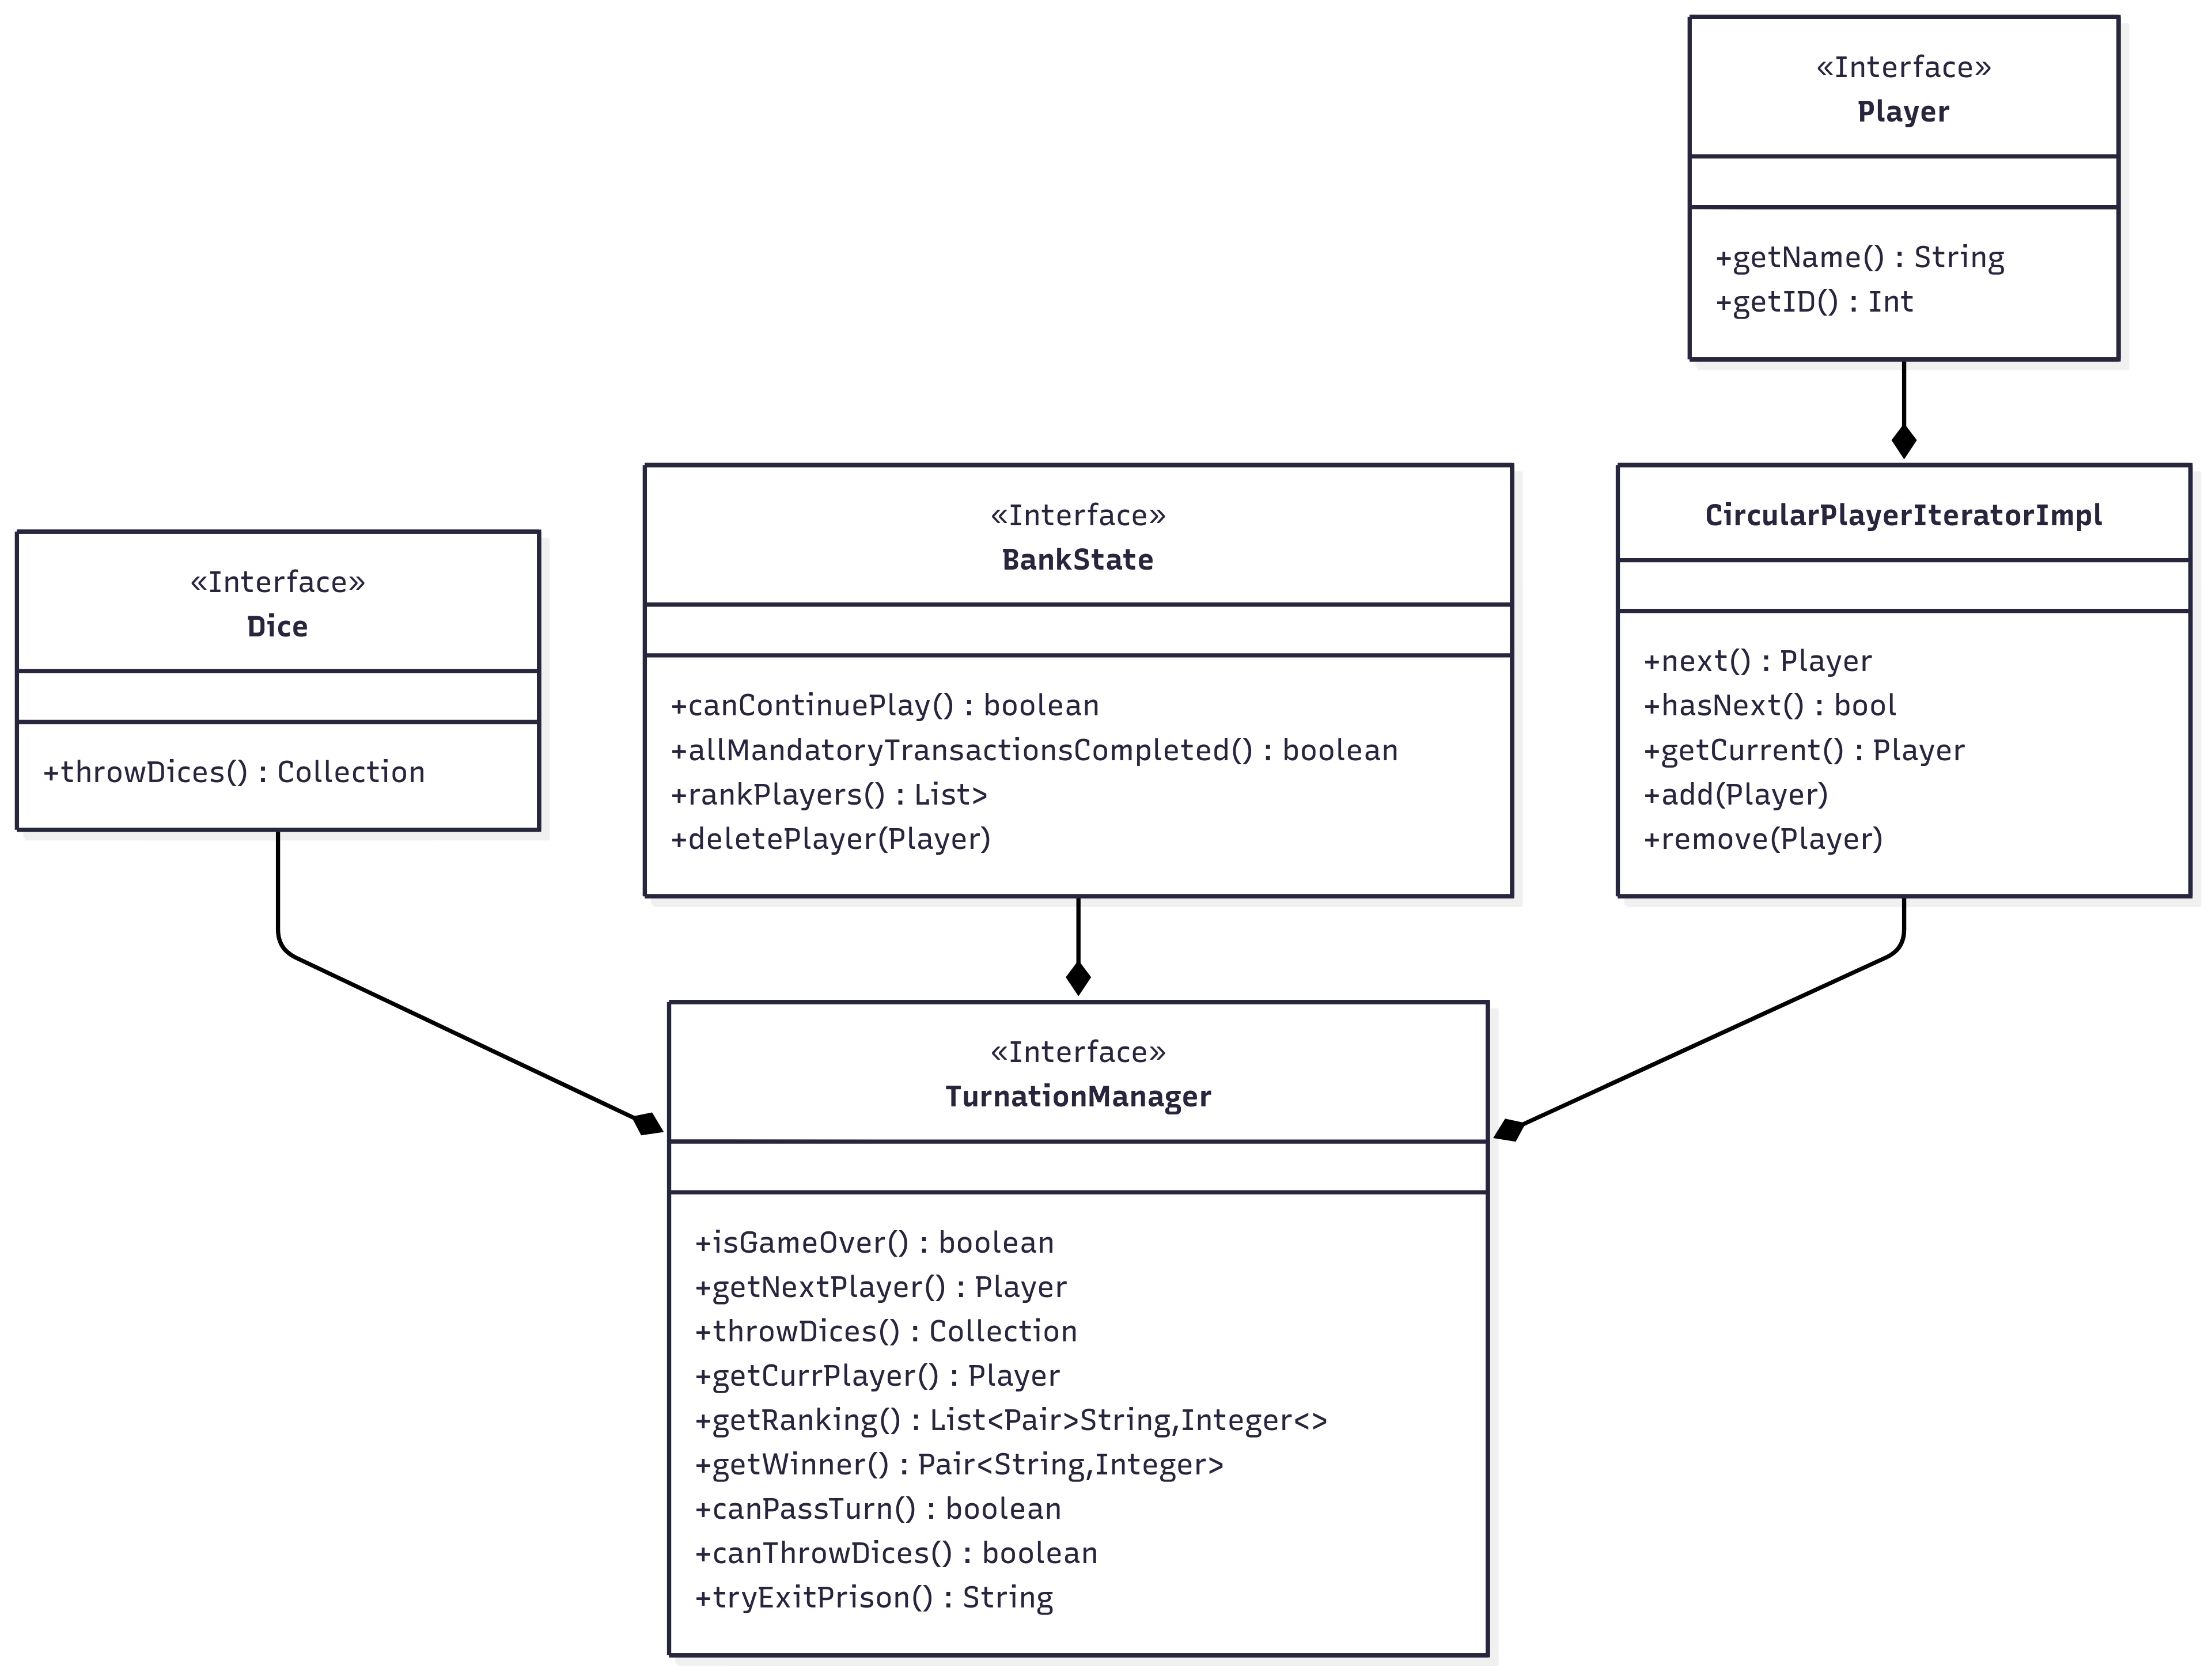 «Interface»
Player
+getName() : String
+getID() : Int
«Interface»
Dice
+throwDices() : Collection
«Interface»
BankState
+canContinuePlay() : boolean
+allMandatoryTransactionsCompleted() : boolean
+rankPlayers() : List>
+deletePlayer(Player)
CircularPlayerIteratorImpl
+next() : Player
+hasNext() : bool
+getCurrent() : Player
+add(Player)
+remove(Player)
«Interface»
TurnationManager
+isGameOver() : boolean
+getNextPlayer() : Player
+throwDices() : Collection
+getCurrPlayer() : Player
+getRanking() : List<Pair>String,Integer<>
+getWinner() : Pair<String,Integer>
+canPassTurn() : boolean
+canThrowDices() : boolean
+tryExitPrison() : String